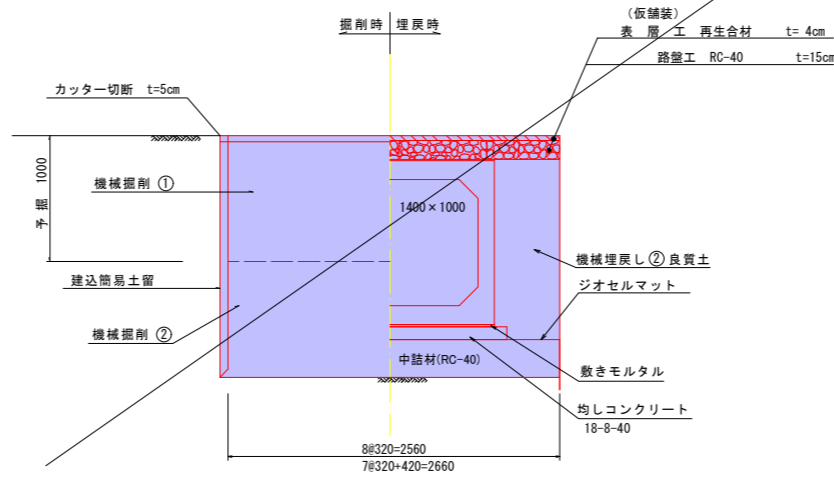 (仮舗装)
掘削時 埋戻時
表 層 工 再生合材 t= 4cm
路盤工 RC-40 t=15cm
カッター切断 t=5cm
予掘 1000
機械掘削 ①
1400×1000
機械埋戻し ② 良質土
建込簡易土留
ジオセルマット
機械掘削 ②
中詰材(RC-40)
敷きモルタル
均しコンクリート
18-8-40
8@320=2560
7@320+420=2660